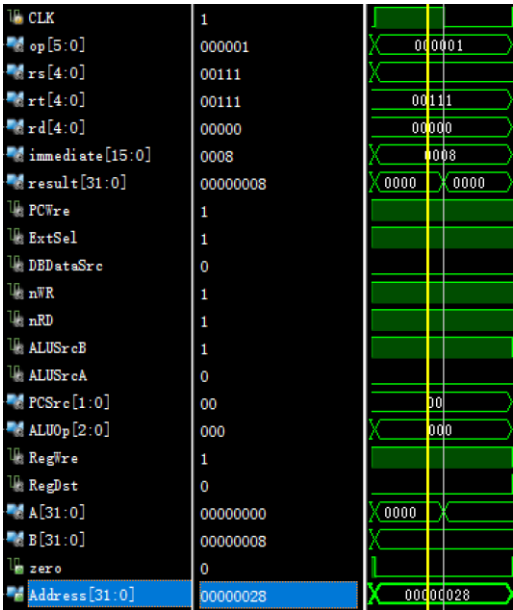 CLK 1
op[5:0] 000001 000001
rs[4:0] 00111
rt[4:0] 00111 00111
rd[4:0] 00000 00000
immediate[15:0] 0008 0008
result[31:0] 00000008 0000 0000
PCWre 1
ExtSel 1
DBDataSrc 0
nWR 1
nRD 1
ALUSrcB 1
ALUSrcA 0
PCSrc[1:0] 00 00
ALUOp[2:0] 000 000
RegWre 1
RegDst 0
A[31:0] 00000000 0000
B[31:0] 00000008
zero 0
Address[31:0] 00000028 00000028